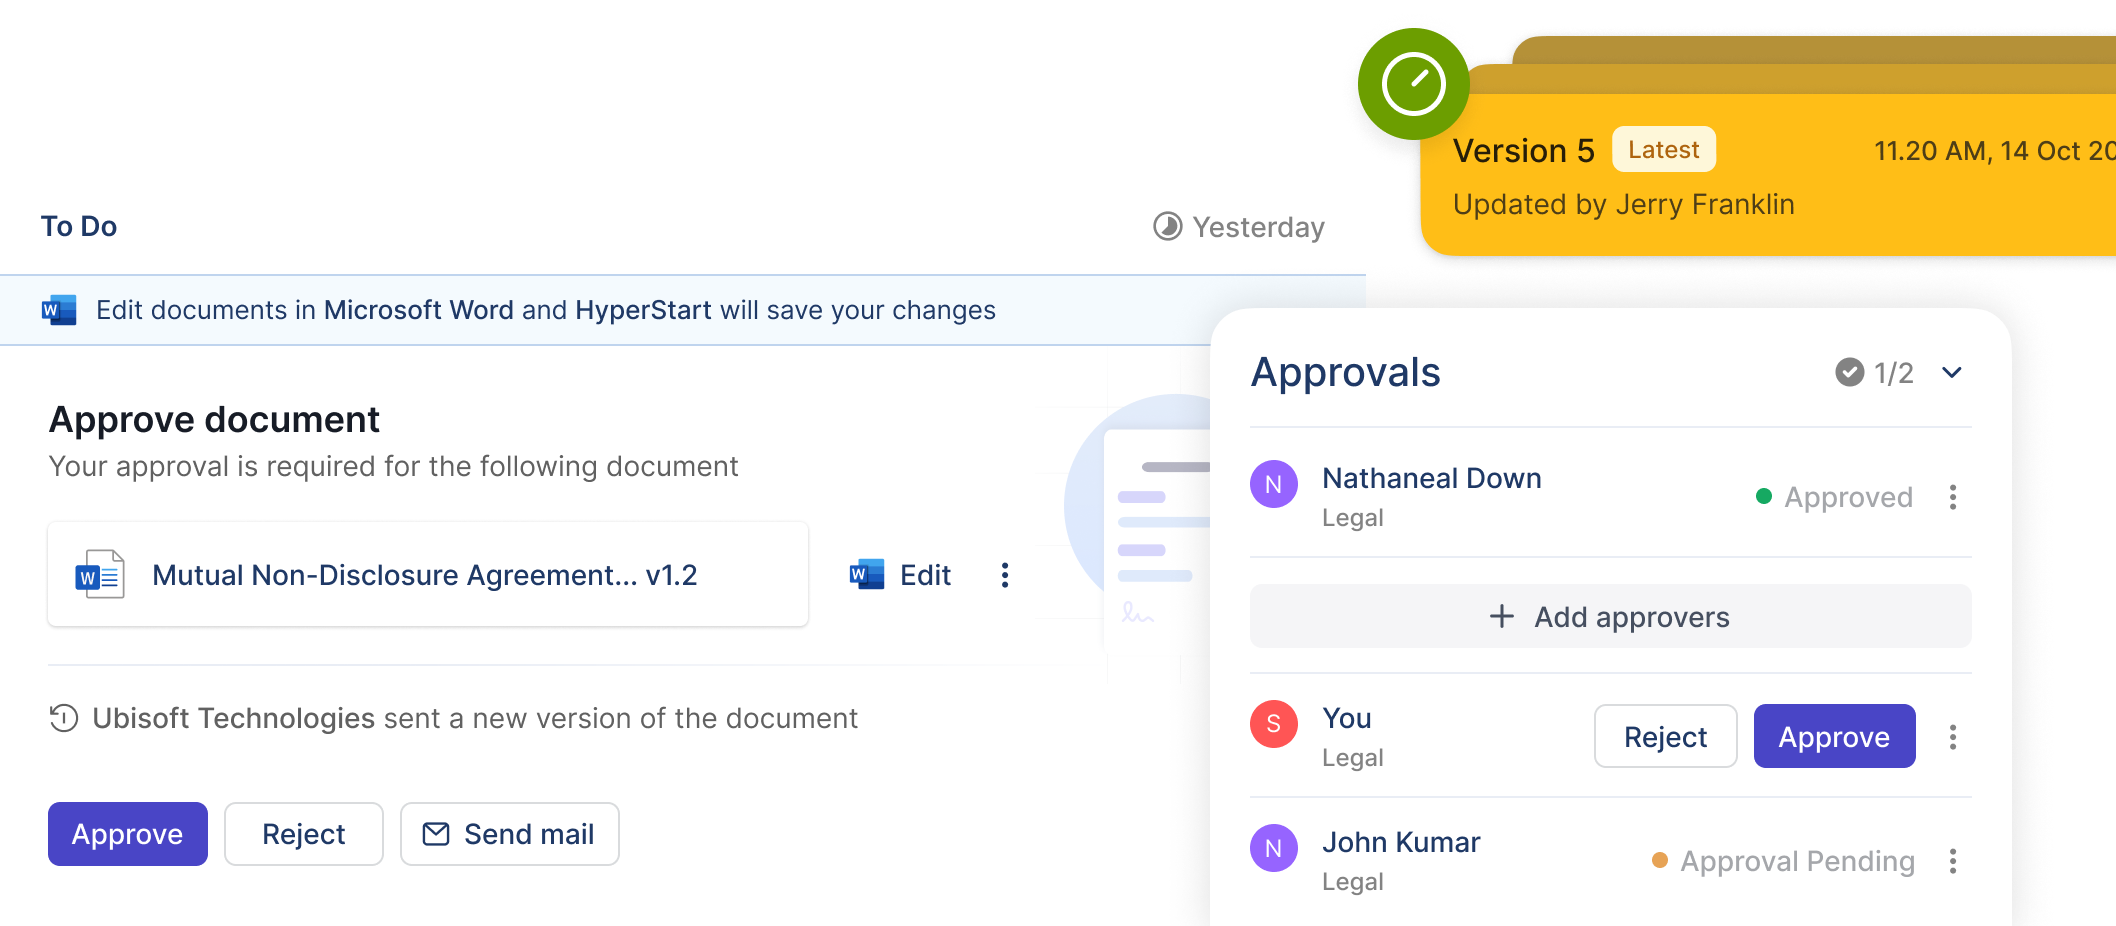 Version 5 Latest 11.20 AM, 14 Oct 20
Updated by Jerry Franklin
To Do Yesterday
Edit documents in Microsoft Word and HyperStart will save your changes
Approve document
Your approval is required for the following document
W Mutual Non-Disclosure Agreement... v1.2 W Edit
Ubisoft Technologies sent a new version of the document
Approve Reject Send mail
Approvals 1/2
N Nathaneal Down Approved
Legal
+ Add approvers
S You Reject Approve
Legal
N John Kumar Approval Pending
Legal